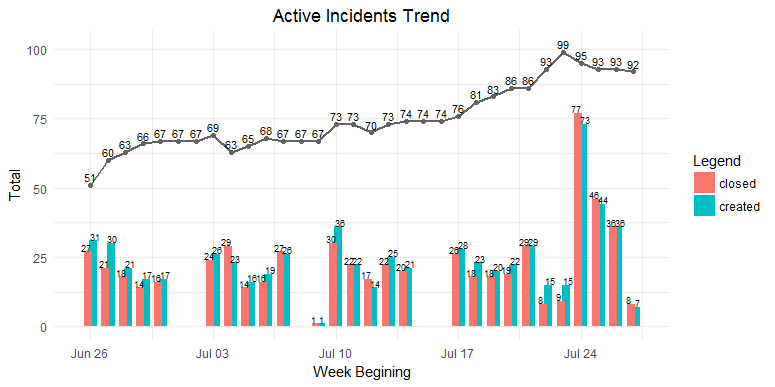 Active Incidents Trend
Total
100
75
50
25
0
51 60 63 66 67 67 67 69 63 65 68 67 67 67 73 73 70 73 74 74 74 76 81 83 86 86 93 99 95 93 93 92
27 31 21 30 18 21 14 17 16 17 24 26 29 23 14 16 16 19 27 26 1 1 30 36 22 22 17 14 22 25 20 21 26 28 18 23 18 20 19 22 29 29 8 15 9 15 77 73 46 44 36 36 8 7
Jun 26 Jul 03 Jul 10 Jul 17 Jul 24
Week Begining
Legend
closed
created